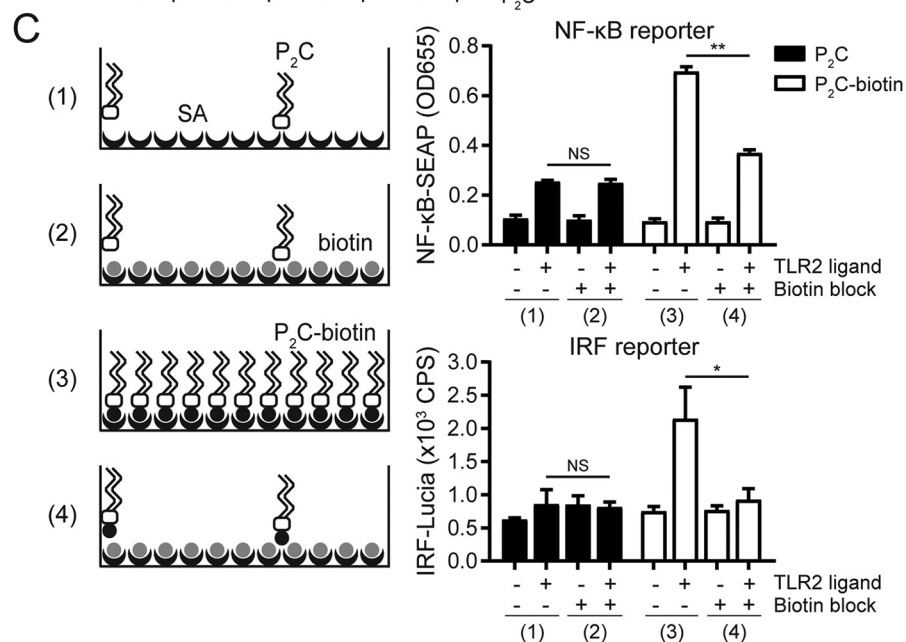 C
(1)
P₂C
SA
(2)
biotin
(3)
P₂C-biotin
(4)
NF-κB reporter
NF-κB-SEAP (OD655)
0.8
0.6
0.4
0.2
0.0
NS
**
P₂C
P₂C-biotin
- + - + - + - + TLR2 ligand
- - + + - - + + Biotin block
(1) (2) (3) (4)
IRF reporter
IRF-Lucia (x10³ CPS)
3.0
2.5
2.0
1.5
1.0
0.5
0.0
NS
*
- + - + - + - + TLR2 ligand
- - + + - - + + Biotin block
(1) (2) (3) (4)